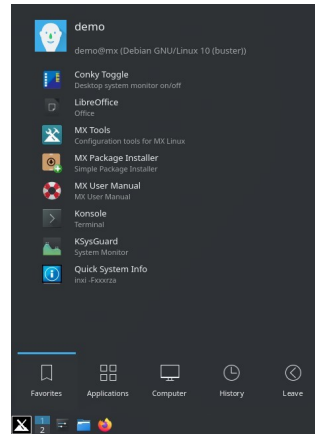 demo
demo@mx (Debian GNU/Linux 10 (buster))
Conky Toggle
Desktop system monitor on/off
LibreOffice
Office
MX Tools
Configuration tools for MX Linux
MX Package Installer
Simple Package Installer
MX User Manual
MX User Manual
Konsole
Terminal
KSysGuard
System Monitor
Quick System Info
inxi -Fxxxrza
Favorites Applications Computer History Leave
1
2